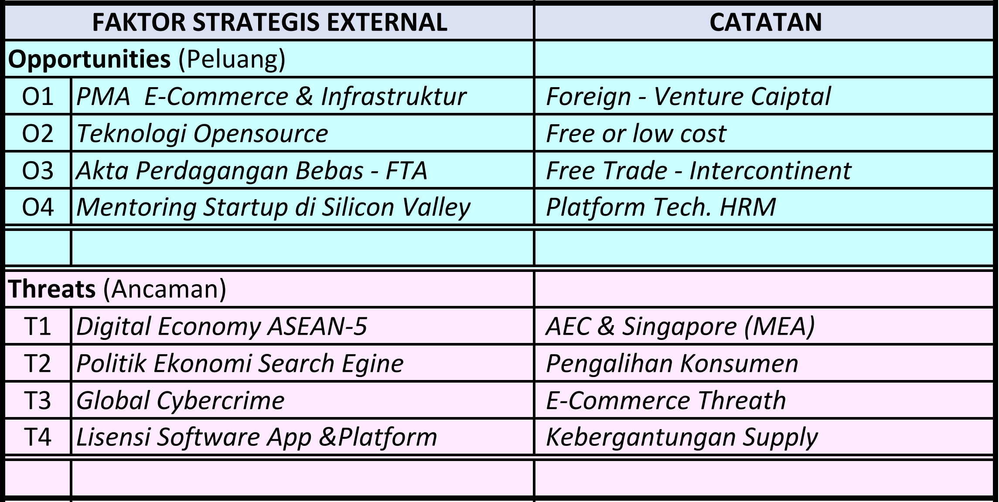 FAKTOR STRATEGIS EXTERNAL CATATAN
Opportunities (Peluang)
O1 PMA E-Commerce & Infrastruktur Foreign - Venture Caiptal
O2 Teknologi Opensource Free or low cost
O3 Akta Perdagangan Bebas - FTA Free Trade - Intercontinent
O4 Mentoring Startup di Silicon Valley Platform Tech. HRM
Threats (Ancaman)
T1 Digital Economy ASEAN-5 AEC & Singapore (MEA)
T2 Politik Ekonomi Search Egine Pengalihan Konsumen
T3 Global Cybercrime E-Commerce Threath
T4 Lisensi Software App &Platform Kebergantungan Supply